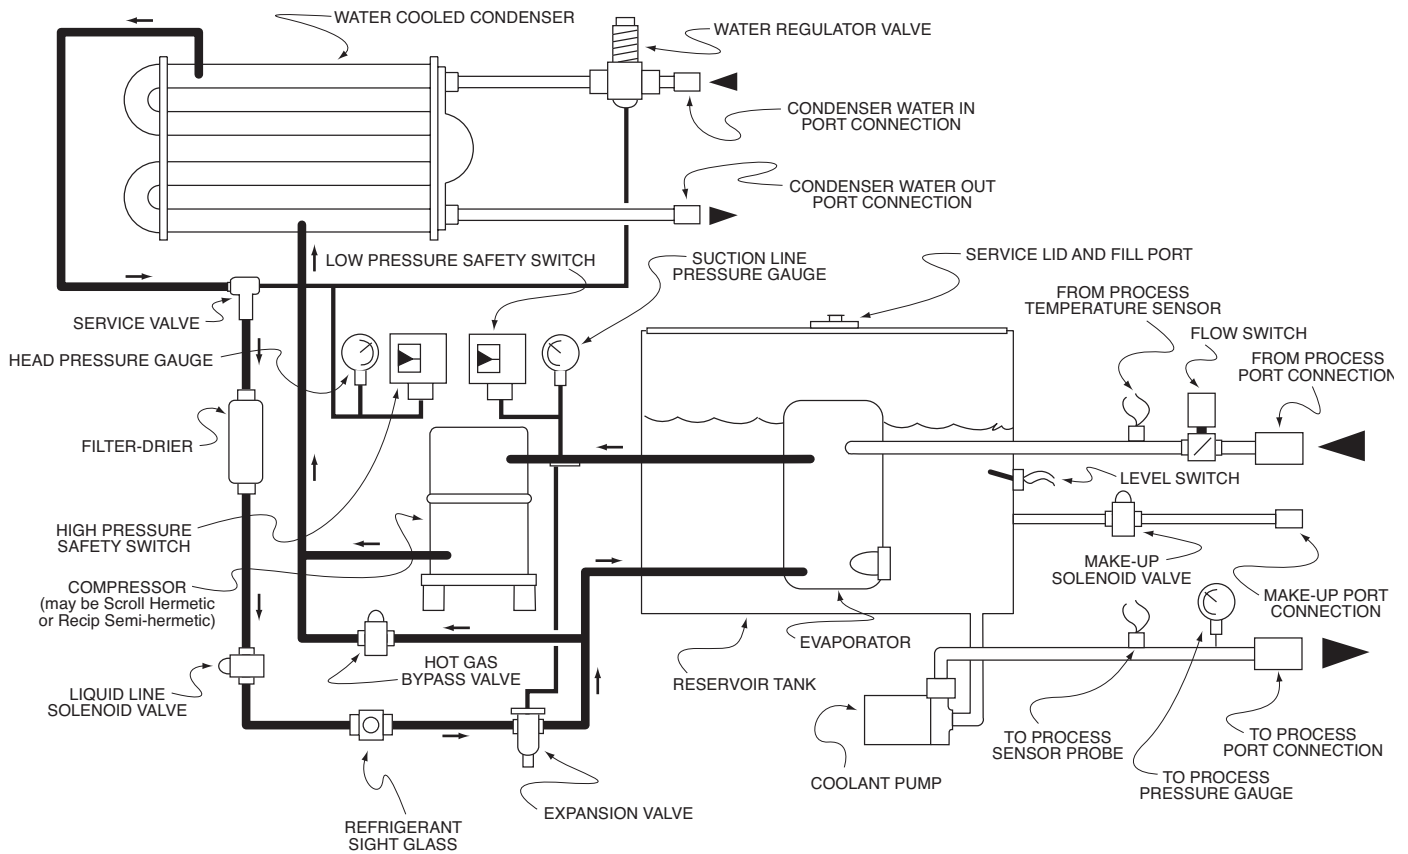 WATER COOLED CONDENSER
WATER REGULATOR VALVE
CONDENSER WATER IN
PORT CONNECTION
CONDENSER WATER OUT
PORT CONNECTION
LOW PRESSURE SAFETY SWITCH
SUCTION LINE
PRESSURE GAUGE
SERVICE LID AND FILL PORT
FROM PROCESS
TEMPERATURE SENSOR
FLOW SWITCH
FROM PROCESS
PORT CONNECTION
SERVICE VALVE
HEAD PRESSURE GAUGE
FILTER-DRIER
LEVEL SWITCH
HIGH PRESSURE
SAFETY SWITCH
MAKE-UP
SOLENOID VALVE
COMPRESSOR
(may be Scroll Hermetic
or Recip Semi-hermetic)
MAKE-UP PORT
CONNECTION
EVAPORATOR
HOT GAS
BYPASS VALVE
RESERVOIR TANK
LIQUID LINE
SOLENOID VALVE
TO PROCESS
SENSOR PROBE
TO PROCESS
PORT CONNECTION
COOLANT PUMP
TO PROCESS
PRESSURE GAUGE
EXPANSION VALVE
REFRIGERANT
SIGHT GLASS